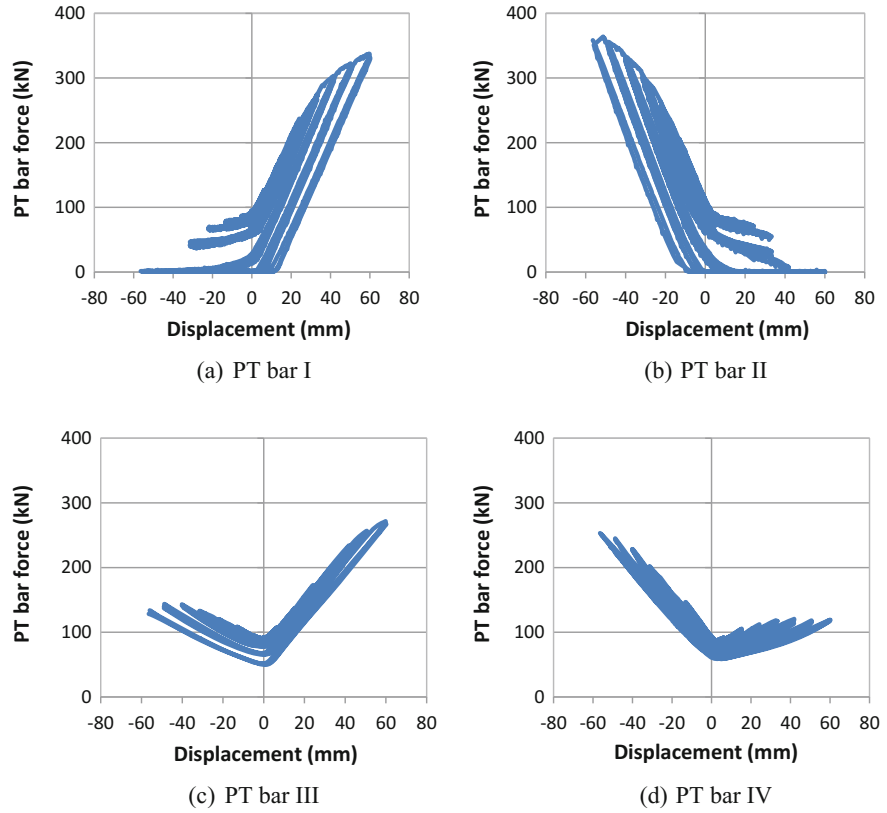 400
300
200
100
0
PT bar force (kN)
-80 -60 -40 -20 0 20 40 60 80
Displacement (mm)
(a) PT bar I
400
300
200
100
0
PT bar force (kN)
-80 -60 -40 -20 0 20 40 60 80
Displacement (mm)
(b) PT bar II
400
300
200
100
0
PT bar force (kN)
-80 -60 -40 -20 0 20 40 60 80
Displacement (mm)
(c) PT bar III
400
300
200
100
0
PT bar force (kN)
-80 -60 -40 -20 0 20 40 60 80
Displacement (mm)
(d) PT bar IV